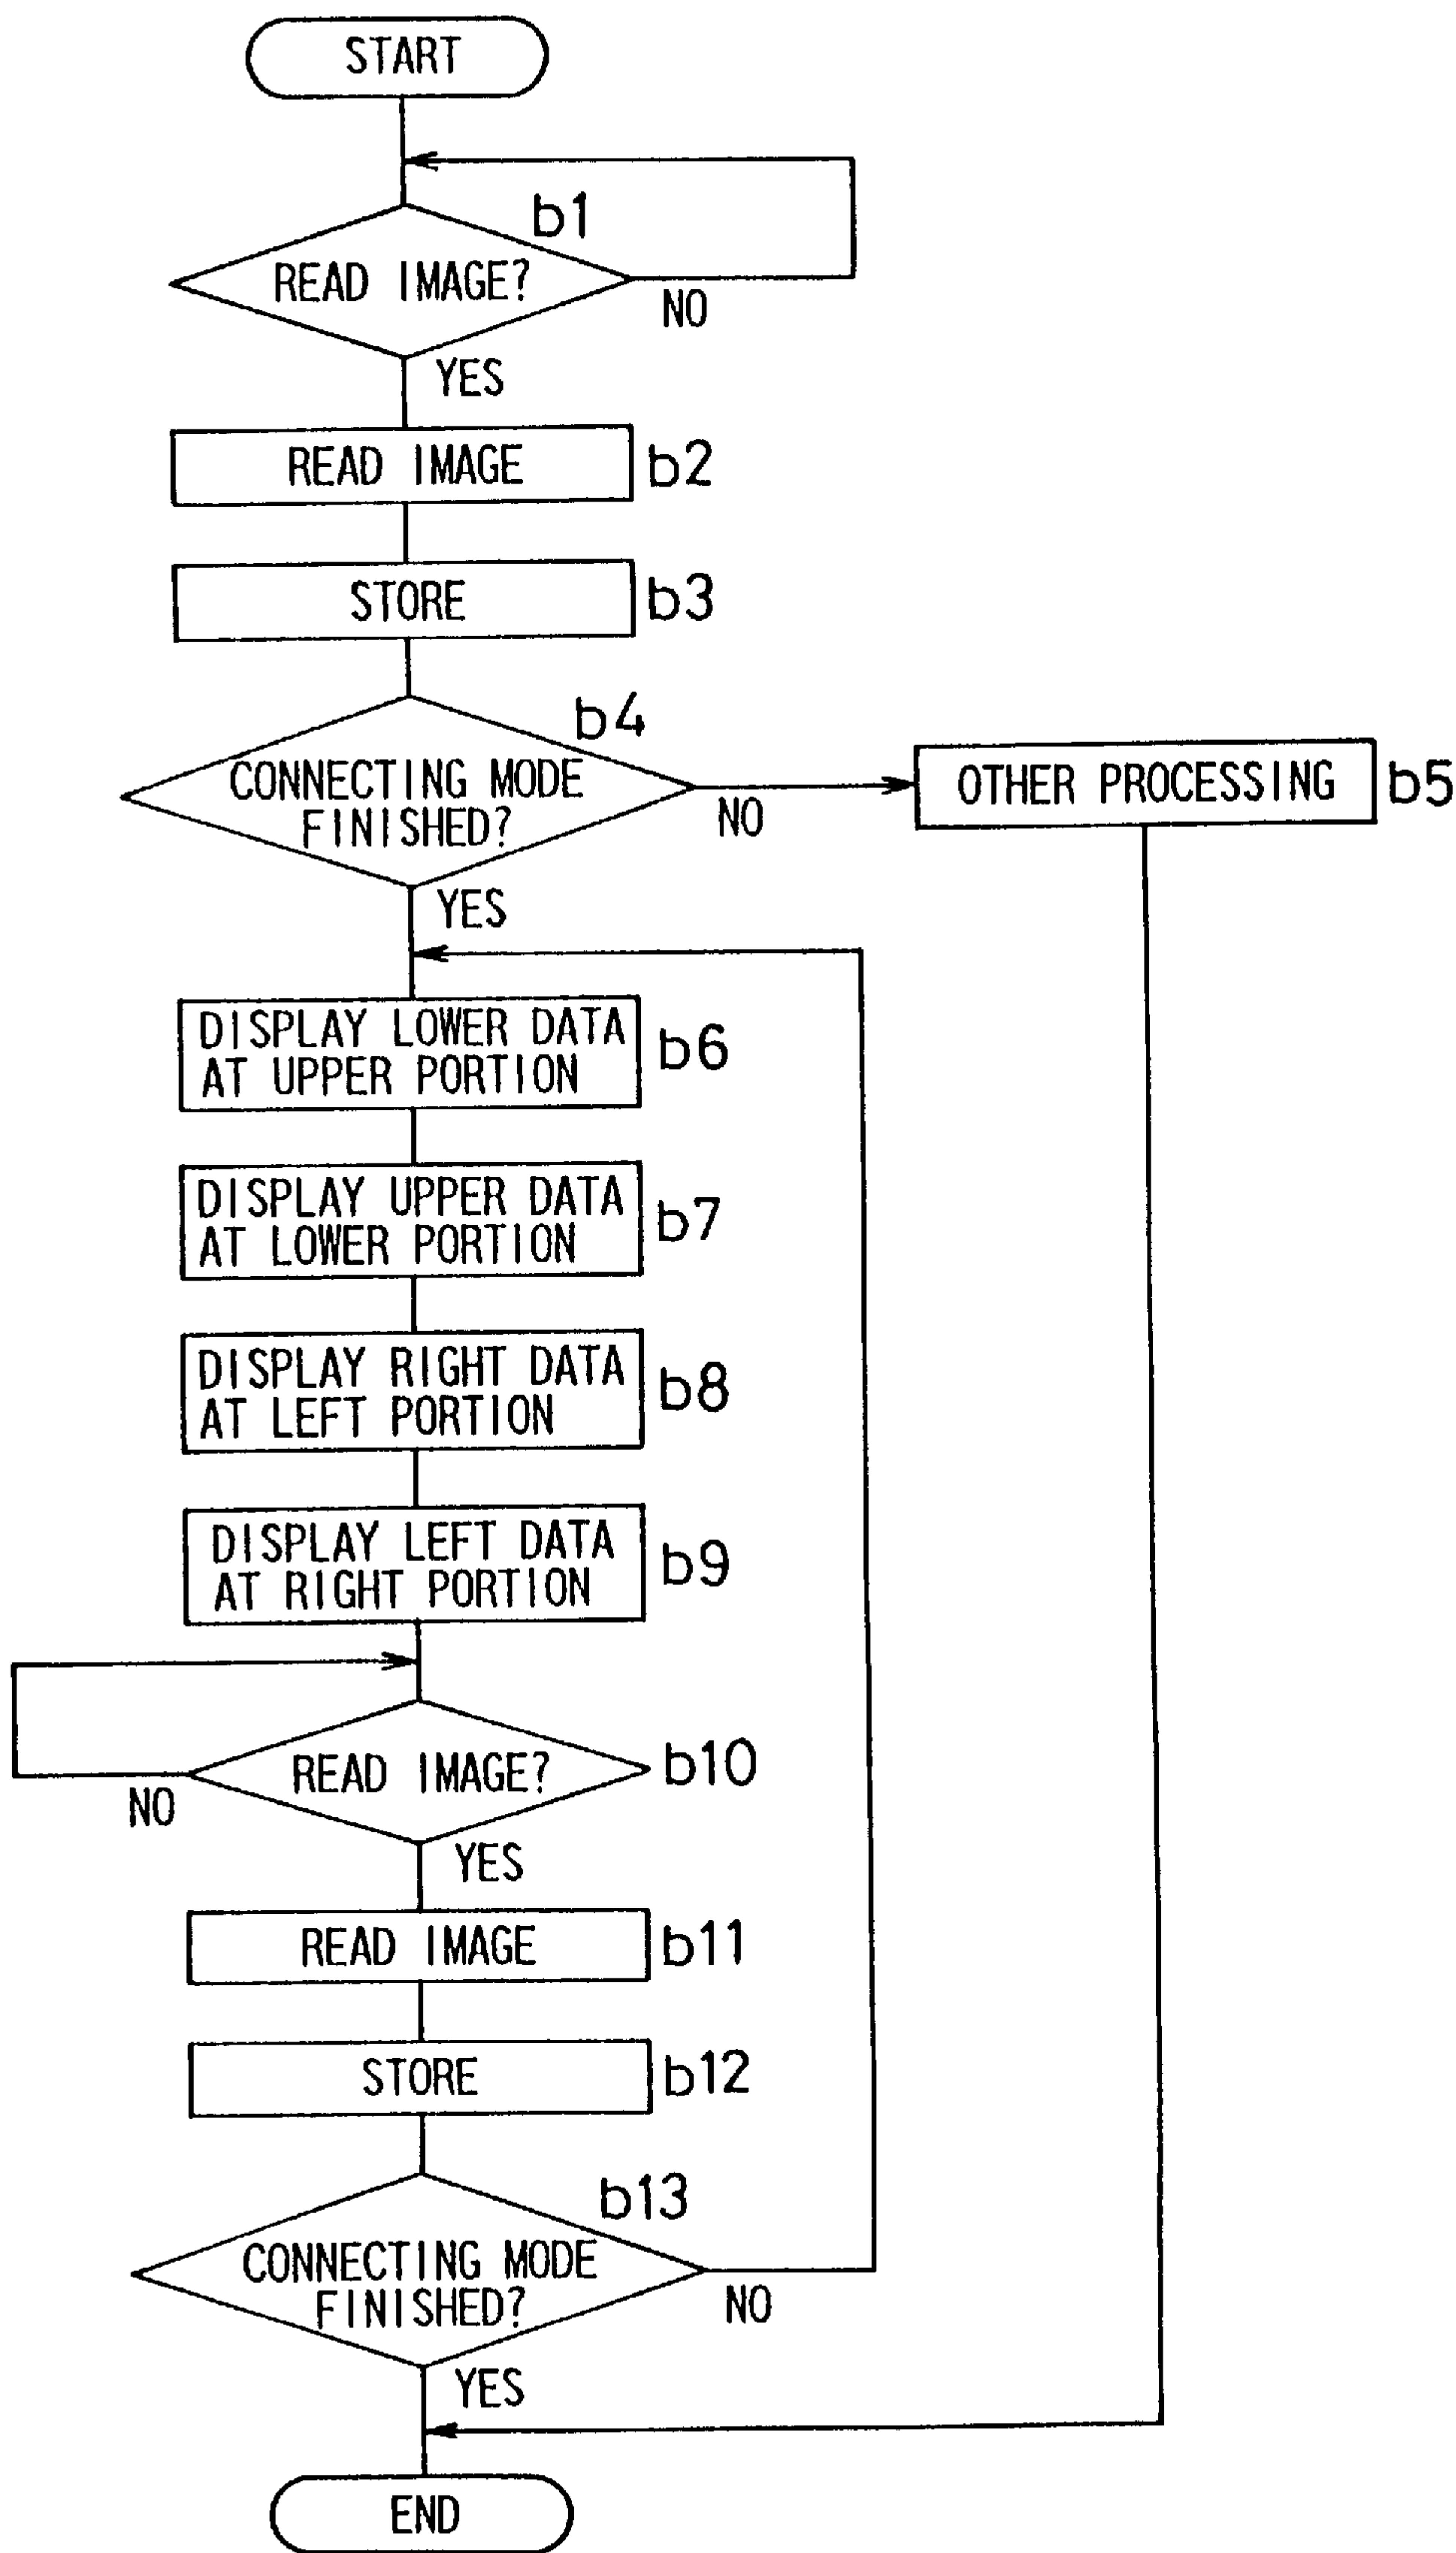 START
b1
READ IMAGE?
NO
YES
READ IMAGE
b2
STORE
b3
b4
CONNECTING MODE
FINISHED?
NO
OTHER PROCESSING
b5
YES
DISPLAY LOWER DATA
AT UPPER PORTION
b6
DISPLAY UPPER DATA
AT LOWER PORTION
b7
DISPLAY RIGHT DATA
AT LEFT PORTION
b8
DISPLAY LEFT DATA
AT RIGHT PORTION
b9
READ IMAGE?
b10
NO
YES
READ IMAGE
b11
STORE
b12
b13
CONNECTING MODE
FINISHED?
NO
YES
END